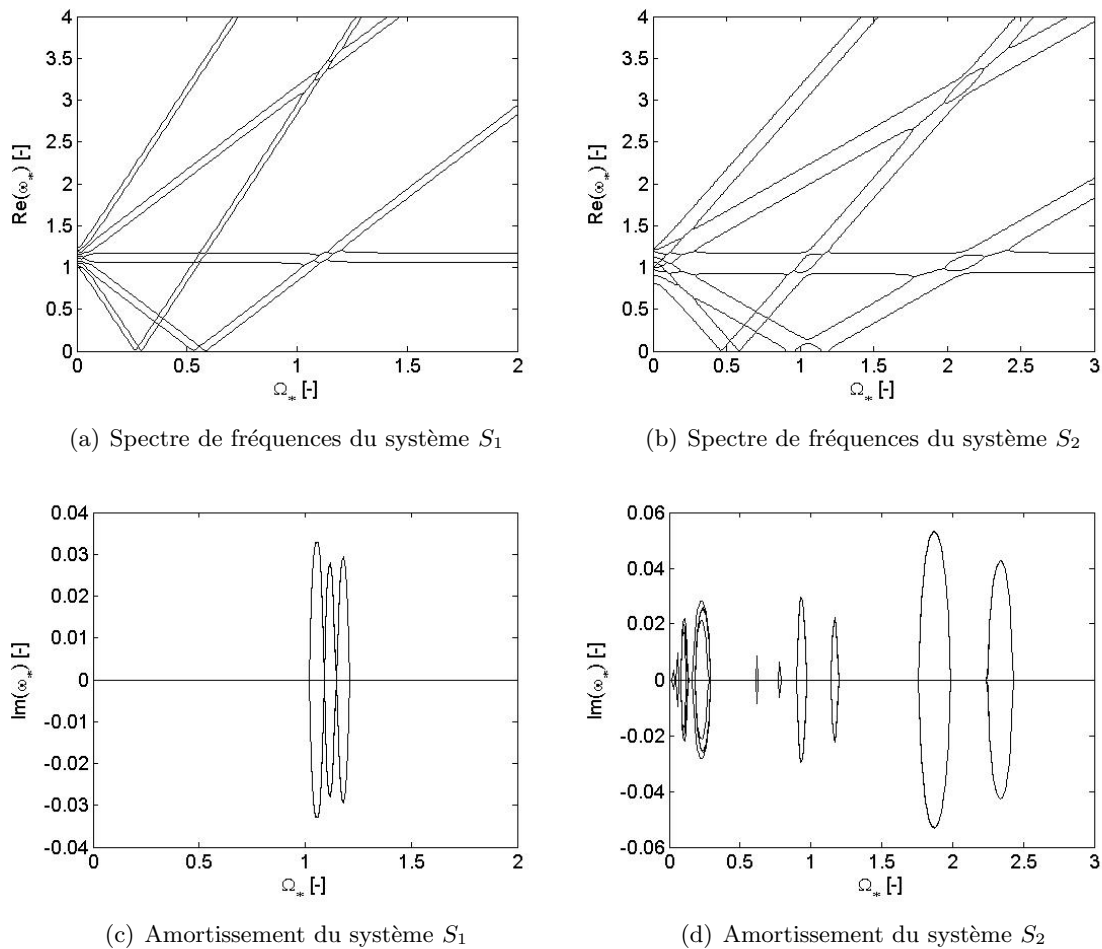 4
3.5
3
2.5
2
1.5
1
0.5
0
Re(ω*) [-]
0 0.5 1 1.5 2
Ω* [-]
(a) Spectre de fréquences du système S1
4
3.5
3
2.5
2
1.5
1
0.5
0
Re(ω*) [-]
0 0.5 1 1.5 2 2.5 3
Ω* [-]
(b) Spectre de fréquences du système S2
0.04
0.03
0.02
0.01
0
-0.01
-0.02
-0.03
-0.04
Im(ω*) [-]
0 0.5 1 1.5 2
Ω* [-]
(c) Amortissement du système S1
0.06
0.04
0.02
0
-0.02
-0.04
-0.06
Im(ω*) [-]
0 0.5 1 1.5 2 2.5 3
Ω* [-]
(d) Amortissement du système S2